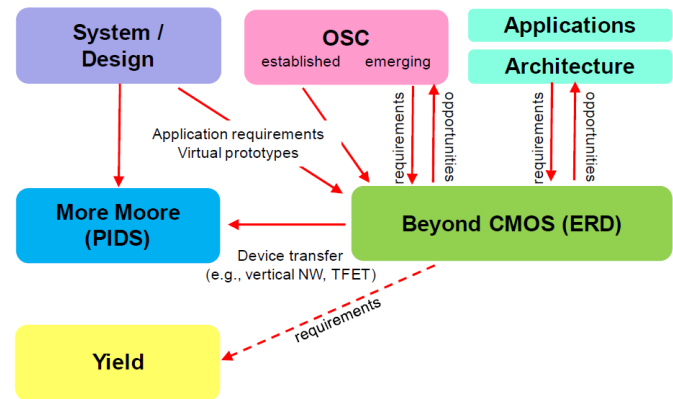 System /
Design
OSC
established emerging
Applications
Architecture
requirements
opportunities
requirements
opportunities
Application requirements
Virtual prototypes
More Moore
(PIDS)
Beyond CMOS (ERD)
Device transfer
(e.g., vertical NW, TFET)
requirements
Yield